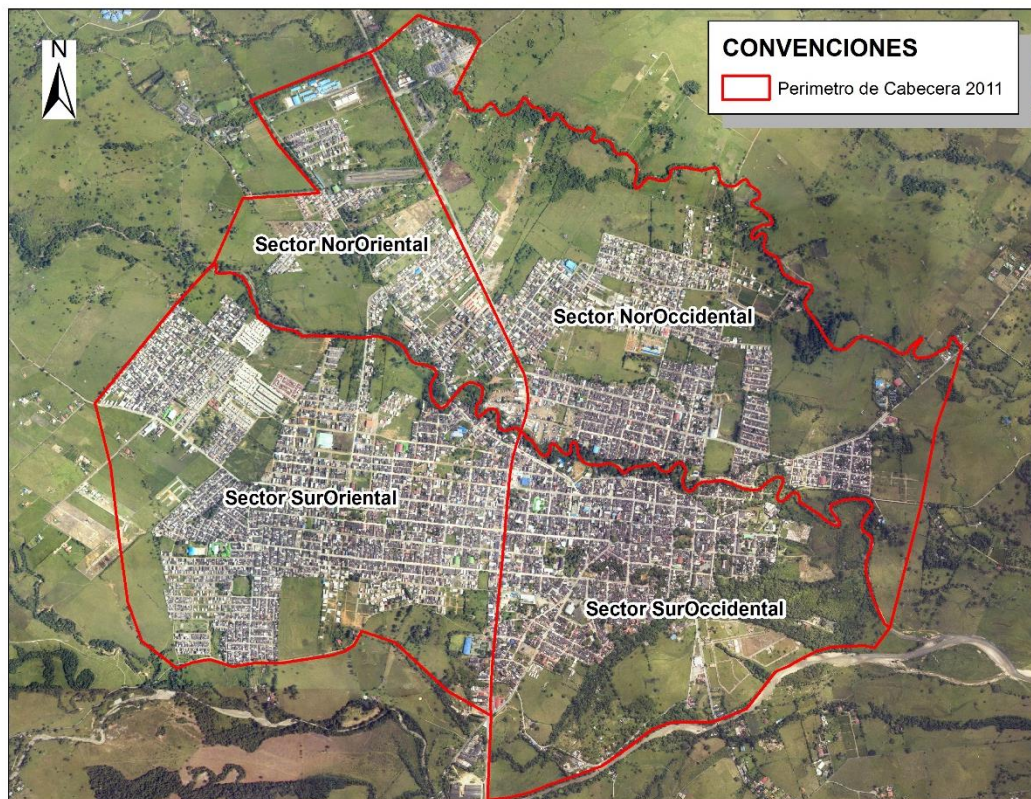 N
CONVENCIONES
Perimetro de Cabecera 2011
Sector NorOriental
Sector NorOccidental
Sector SurOriental
Sector SurOccidental